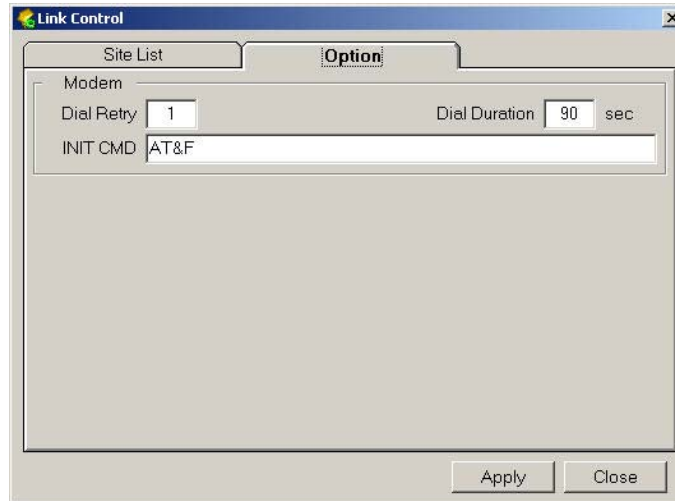 Link Control
Site List Option
Modem
Dial Retry 1 Dial Duration 90 sec
INIT CMD AT&F
Apply Close